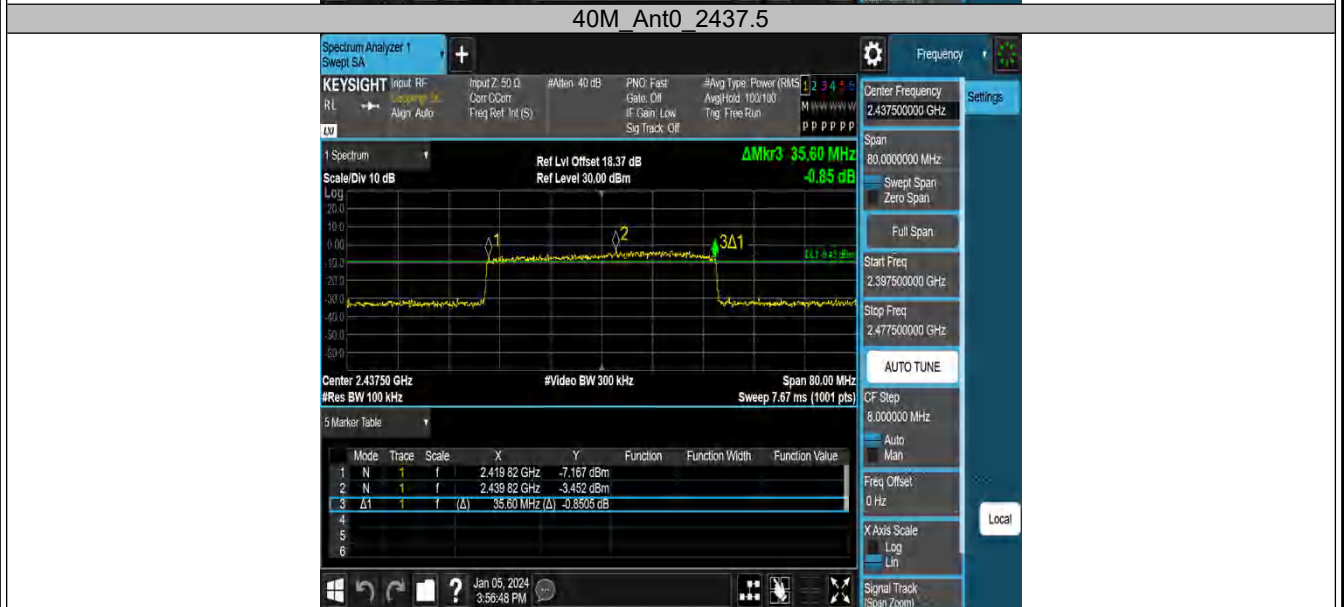 40M_Ant0_2437.5
Spectrum Analyzer 1
Swept SA
+
Frequency
KEYSIGHT
RL
LXI
Input: RF
Align: Auto
Input Z: 50 Ω
Corr CCorr
Freq Ref: Int (S)
#Atten: 40 dB
PNO: Fast
Gate: Off
IF Gain: Low
Sig Track: Off
#Avg Type: Power (RMS
Avg|Hold: 100/100
Trig: Free Run
1 2 3 4 5 6
M W W W W W
P P P P P P
Center Frequency
2.437500000 GHz
Settings
Span
80.0000000 MHz
Swept Span
Zero Span
Full Span
Start Freq
2.397500000 GHz
Stop Freq
2.477500000 GHz
AUTO TUNE
CF Step
8.000000 MHz
Auto
Man
Freq Offset
0 Hz
X Axis Scale
Log
Lin
Local
Signal Track
(Span Zoom)
1 Spectrum
Scale/Div 10 dB
Ref Lvl Offset 18.37 dB
Ref Level 30.00 dBm
ΔMkr3 35.60 MHz
-0.85 dB
Log
20.0
10.0
0.00
-10.0
-20.0
-30.0
-40.0
-50.0
-60.0
1
2
3Δ1
Center 2.43750 GHz
#Res BW 100 kHz
#Video BW 300 kHz
Span 80.00 MHz
Sweep 7.67 ms (1001 pts)
5 Marker Table
Mode Trace Scale X Y Function Function Width Function Value
1 N 1 f 2.419 82 GHz -7.167 dBm
2 N 1 f 2.439 82 GHz -3.452 dBm
3 Δ1 1 f (Δ) 35.60 MHz (Δ) -0.8505 dB
4
5
6
?
Jan 05, 2024
3:56:48 PM